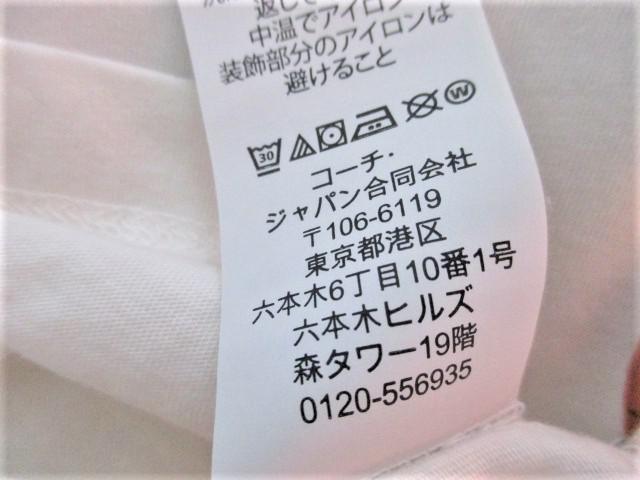 返して
中温でアイロン
装飾部分のアイロンは
避けること
30 W
コーチ・
ジャパン合同会社
〒106-6119
東京都港区
六本木6丁目10番1号
六本木ヒルズ
森タワー19階
0120-556935